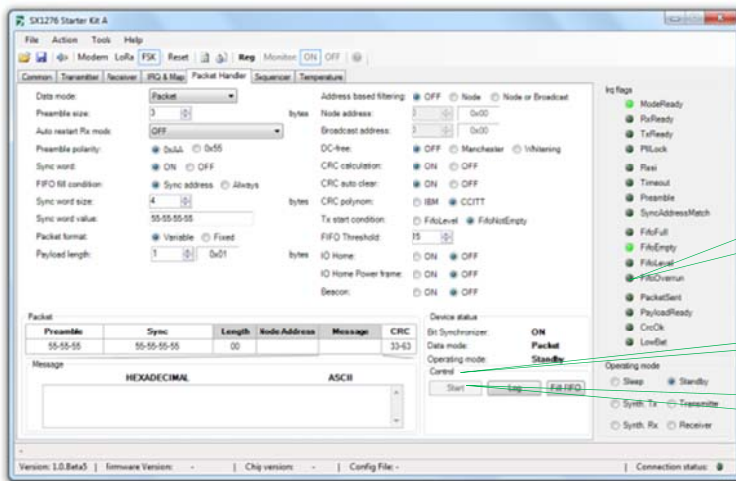 SX1276 Starter Kit A
File Action Tools Help
Modem LoRa FSK Reset Reg Monitor: ON OFF
Common Transmitter Receiver IRQ & Map Packet Handler Sequencer Temperature
Data mode: Packet
Preamble size: 3 bytes
Auto restart Rx mode: OFF
Preamble polarity: 0xAA 0x55
Sync word: ON OFF
FIFO fill condition: Sync address Always
Sync word size: 4 bytes
Sync word value: 55-55-55-55
Packet format: Variable Fixed
Payload length: 1 0x01 bytes
Address based filtering: OFF Node Node or Broadcast
Node address: 0x00
Broadcast address: 0x00
DC-free: OFF Manchester Whitening
CRC calculation: ON OFF
CRC auto clear: ON OFF
CRC polynom: IBM CCITT
Tx start condition: FifoLevel FifoNotEmpty
FIFO Threshold: 15
IO Home: ON OFF
IO Home Power frame: ON OFF
Beacon: ON OFF
Irq flags
ModeReady
RxReady
TxReady
PllLock
Rssi
Timeout
Preamble
SyncAddressMatch
FifoFull
FifoEmpty
FifoLevel
FifoOverrun
PacketSent
PayloadReady
CrcOk
LowBat
Packet
Preamble Sync Length Node Address Message CRC
55-55-55 55-55-55-55 00 33-63
Message
HEXADECIMAL ASCII
Device status
Bit Synchronizer: ON
Data mode: Packet
Operating mode: Standby
Control
Start Log Fill FIFO
Operating mode
Sleep Standby
Synth. Tx Transmitter
Synth. Rx Receiver
-
Version: 1.0.Beta5 | firmware Version: - | Chip version: - | Config File: - | Connection status: